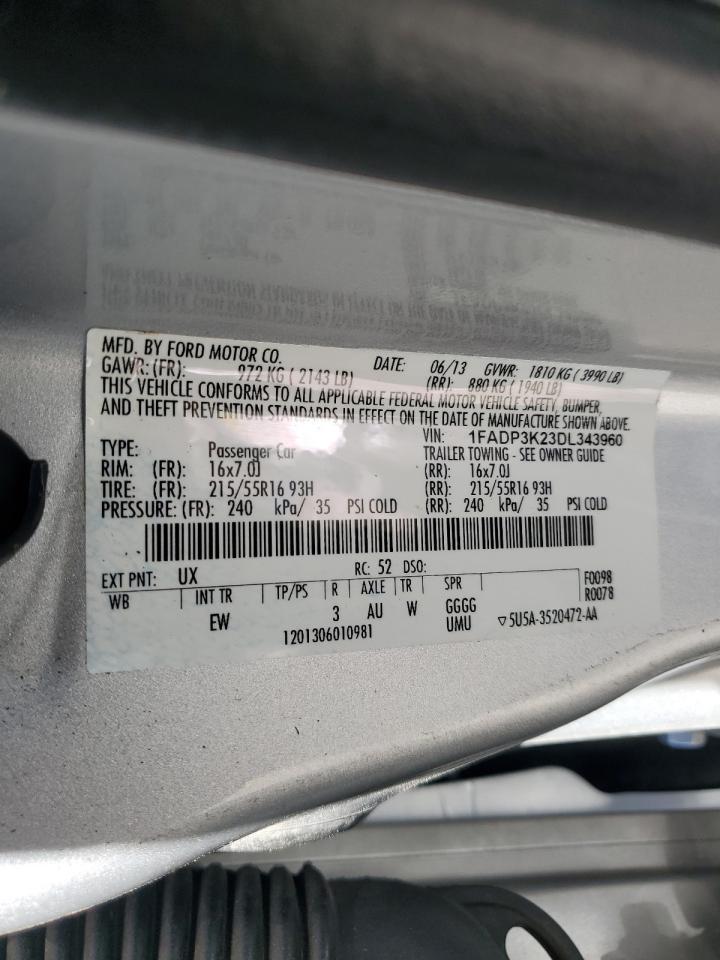 MFD. BY FORD MOTOR CO. DATE: 06/13 GVWR: 1810 KG (3990 LB)
GAWR: (FR): 972 KG ( 2143 LB) (RR): 880 KG ( 1940 LB)
THIS VEHICLE CONFORMS TO ALL APPLICABLE FEDERAL MOTOR VEHICLE SAFETY, BUMPER,
AND THEFT PREVENTION STANDARDS IN EFFECT ON THE DATE OF MANUFACTURE SHOWN ABOVE.
VIN: 1FADP3K23DL343960
TYPE: Passenger Car TRAILER TOWING - SEE OWNER GUIDE
RIM: (FR): 16x7.0J (RR): 16x7.0J
TIRE: (FR): 215/55R16 93H (RR): 215/55R16 93H
PRESSURE: (FR): 240 kPa/ 35 PSI COLD (RR): 240 kPa/ 35 PSI COLD
EXT PNT: UX RC: 52 DSO: F0098
WB INT TR TP/PS R AXLE TR SPR R0078
EW 3 AU W GGGG
1201306010981 UMU ▽5U5A-3520472-AA